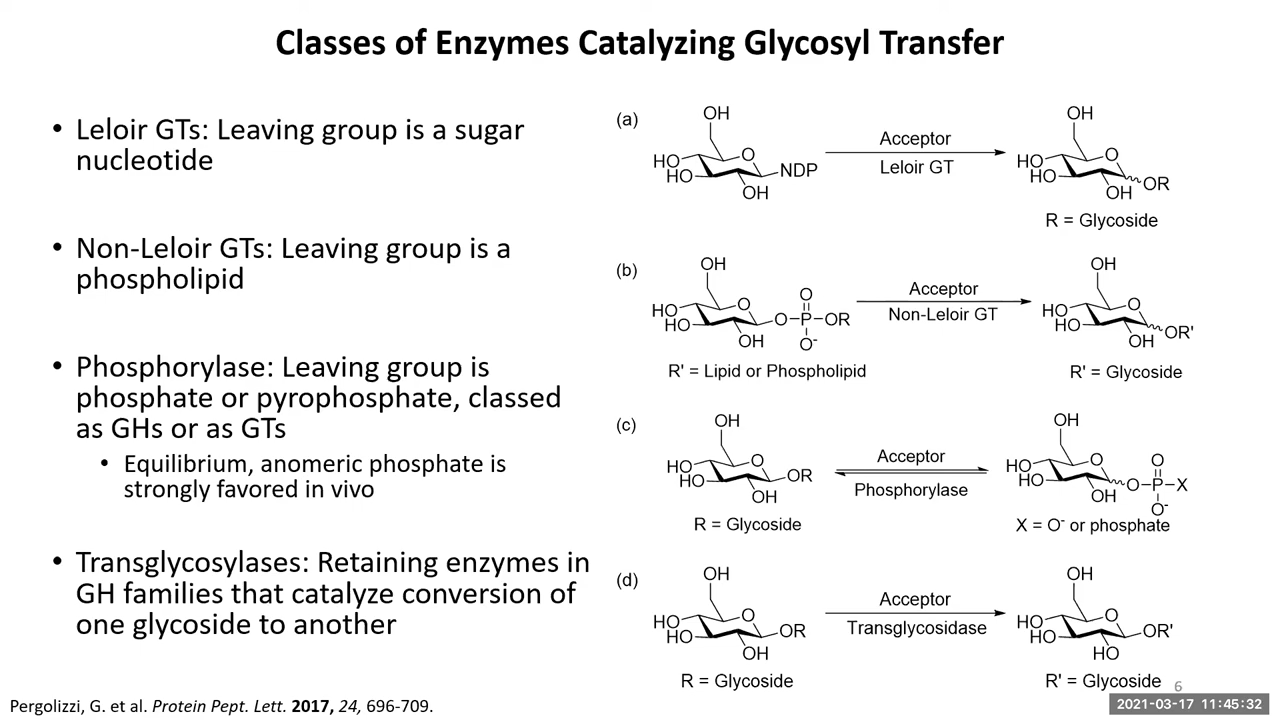 Classes of Enzymes Catalyzing Glycosyl Transfer
• Leloir GTs: Leaving group is a sugar
nucleotide
• Non-Leloir GTs: Leaving group is a
phospholipid
• Phosphorylase: Leaving group is
phosphate or pyrophosphate, classed
as GHs or as GTs
• Equilibrium, anomeric phosphate is
strongly favored in vivo
• Transglycosylases: Retaining enzymes in
GH families that catalyze conversion of
one glycoside to another
Pergolizzi, G. et al. Protein Pept. Lett. 2017, 24, 696-709.
(a)
OH
HO
HO
O
NDP
OH
Acceptor
Leloir GT
OH
HO
HO
O
OH
OR
R = Glycoside
(b)
OH
HO
HO
O
OH
O
O
P
OR
O-
R' = Lipid or Phospholipid
Acceptor
Non-Leloir GT
OH
HO
HO
O
OH
OR'
R' = Glycoside
(c)
OH
HO
HO
O
OR
OH
R = Glycoside
Acceptor
Phosphorylase
OH
HO
HO
O
OH
O
O
P
X
O-
X = O- or phosphate
(d)
OH
HO
HO
O
OR
OH
R = Glycoside
Acceptor
Transglycosidase
OH
HO
HO
O
OR'
HO
R' = Glycoside
6
2021-03-17 11:45:32